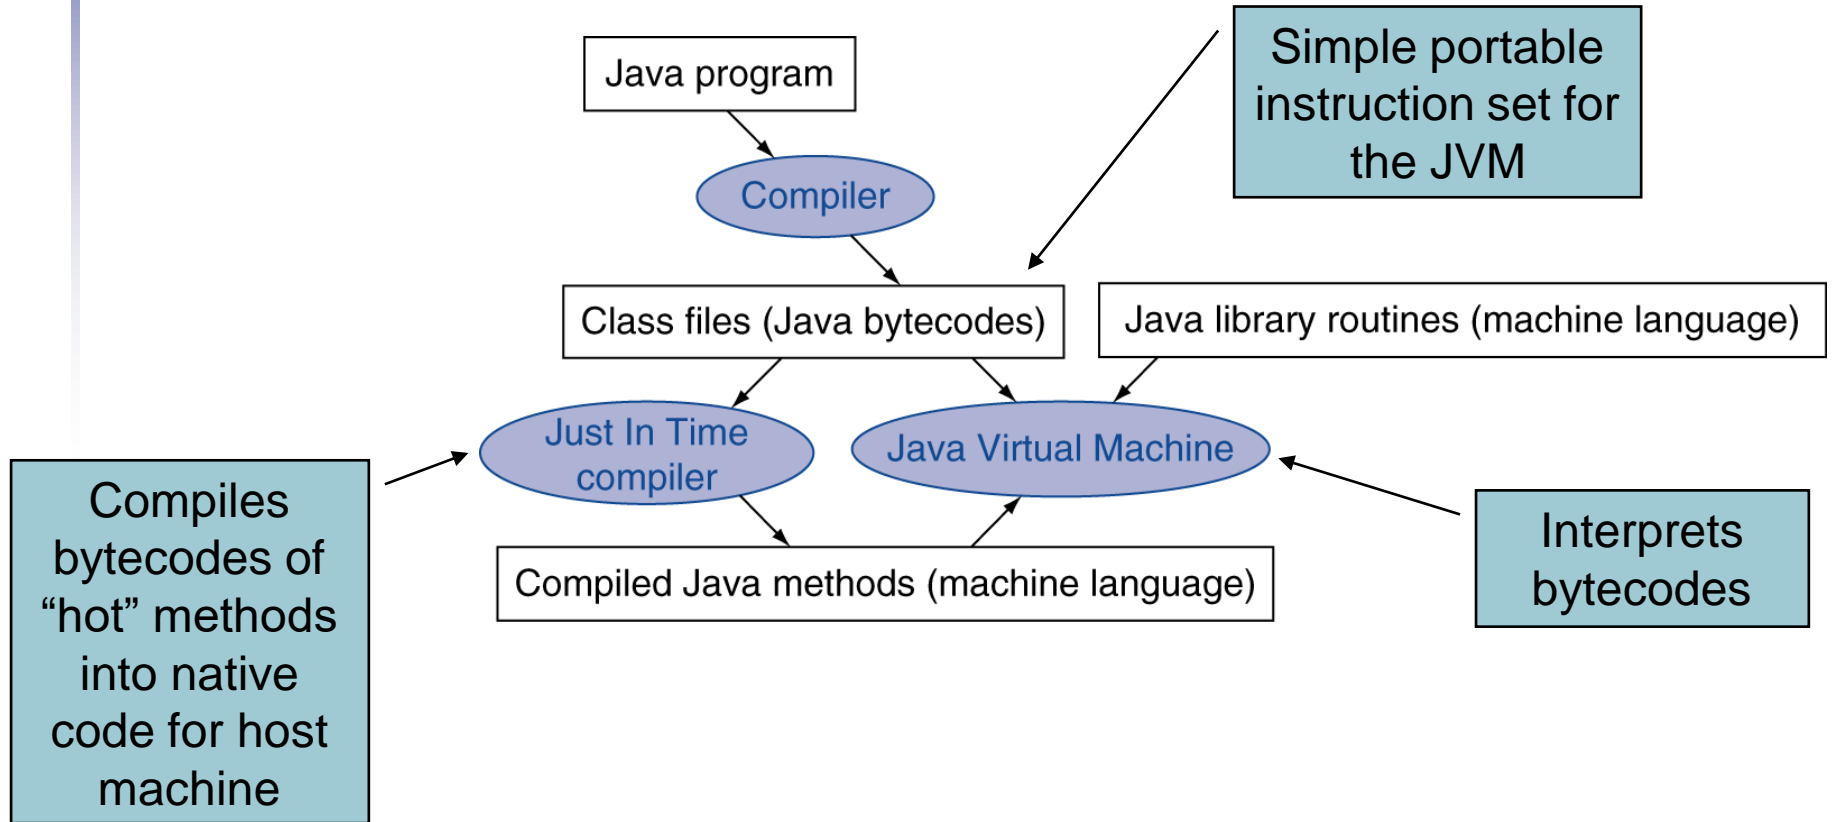 Java program
Simple portable
instruction set for
the JVM
Compiler
Class files (Java bytecodes)
Java library routines (machine language)
Just In Time
compiler
Java Virtual Machine
Compiles
bytecodes of
“hot” methods
into native
code for host
machine
Interprets
bytecodes
Compiled Java methods (machine language)